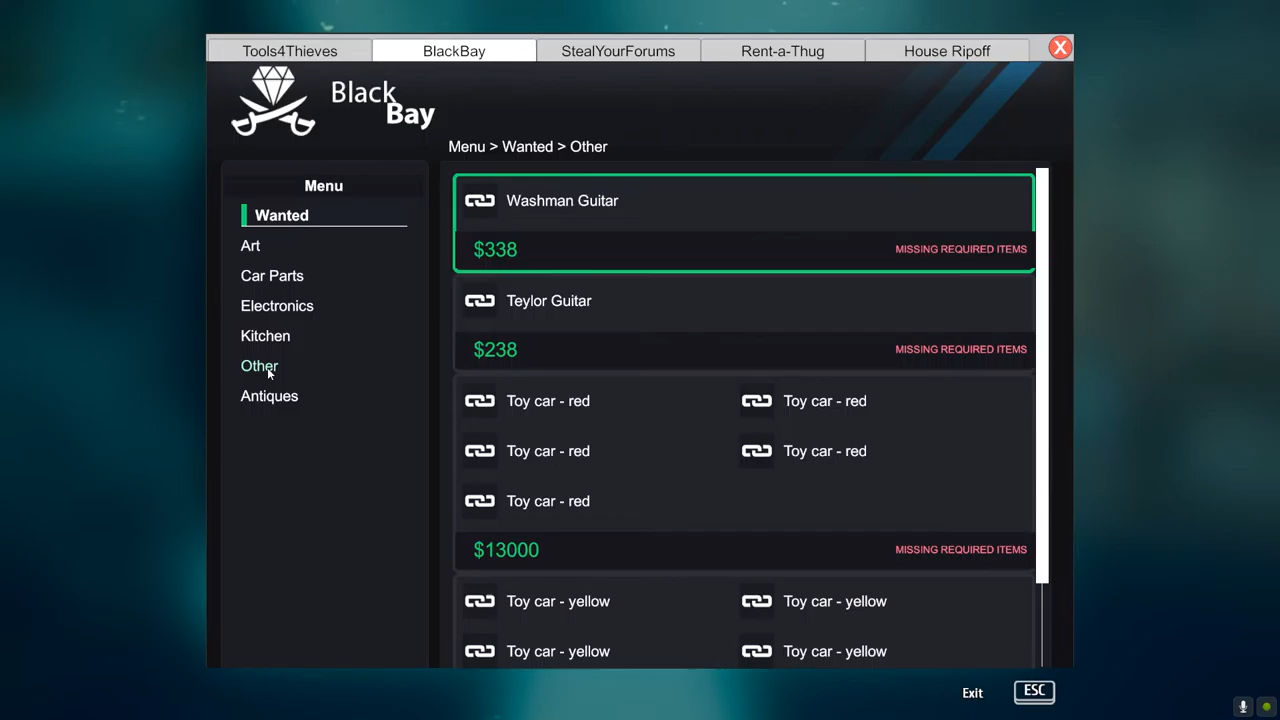 Tools4Thieves BlackBay StealYourForums Rent-a-Thug House Ripoff X
Black
Bay
Menu > Wanted > Other
Menu
Wanted
Art
Car Parts
Electronics
Kitchen
Other
Antiques
Washman Guitar
$338 MISSING REQUIRED ITEMS
Teylor Guitar
$238 MISSING REQUIRED ITEMS
Toy car - red Toy car - red
Toy car - red Toy car - red
Toy car - red
$13000 MISSING REQUIRED ITEMS
Toy car - yellow Toy car - yellow
Toy car - yellow Toy car - yellow
Exit ESC